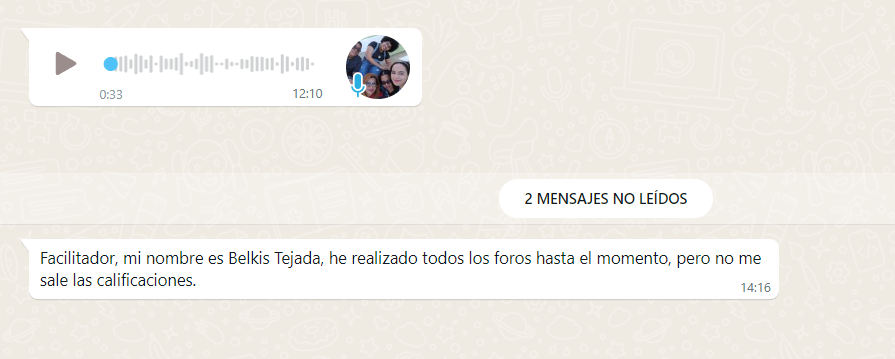 0:33
12:10
2 MENSAJES NO LEÍDOS
Facilitador, mi nombre es Belkis Tejada, he realizado todos los foros hasta el momento, pero no me
sale las calificaciones.
14:16